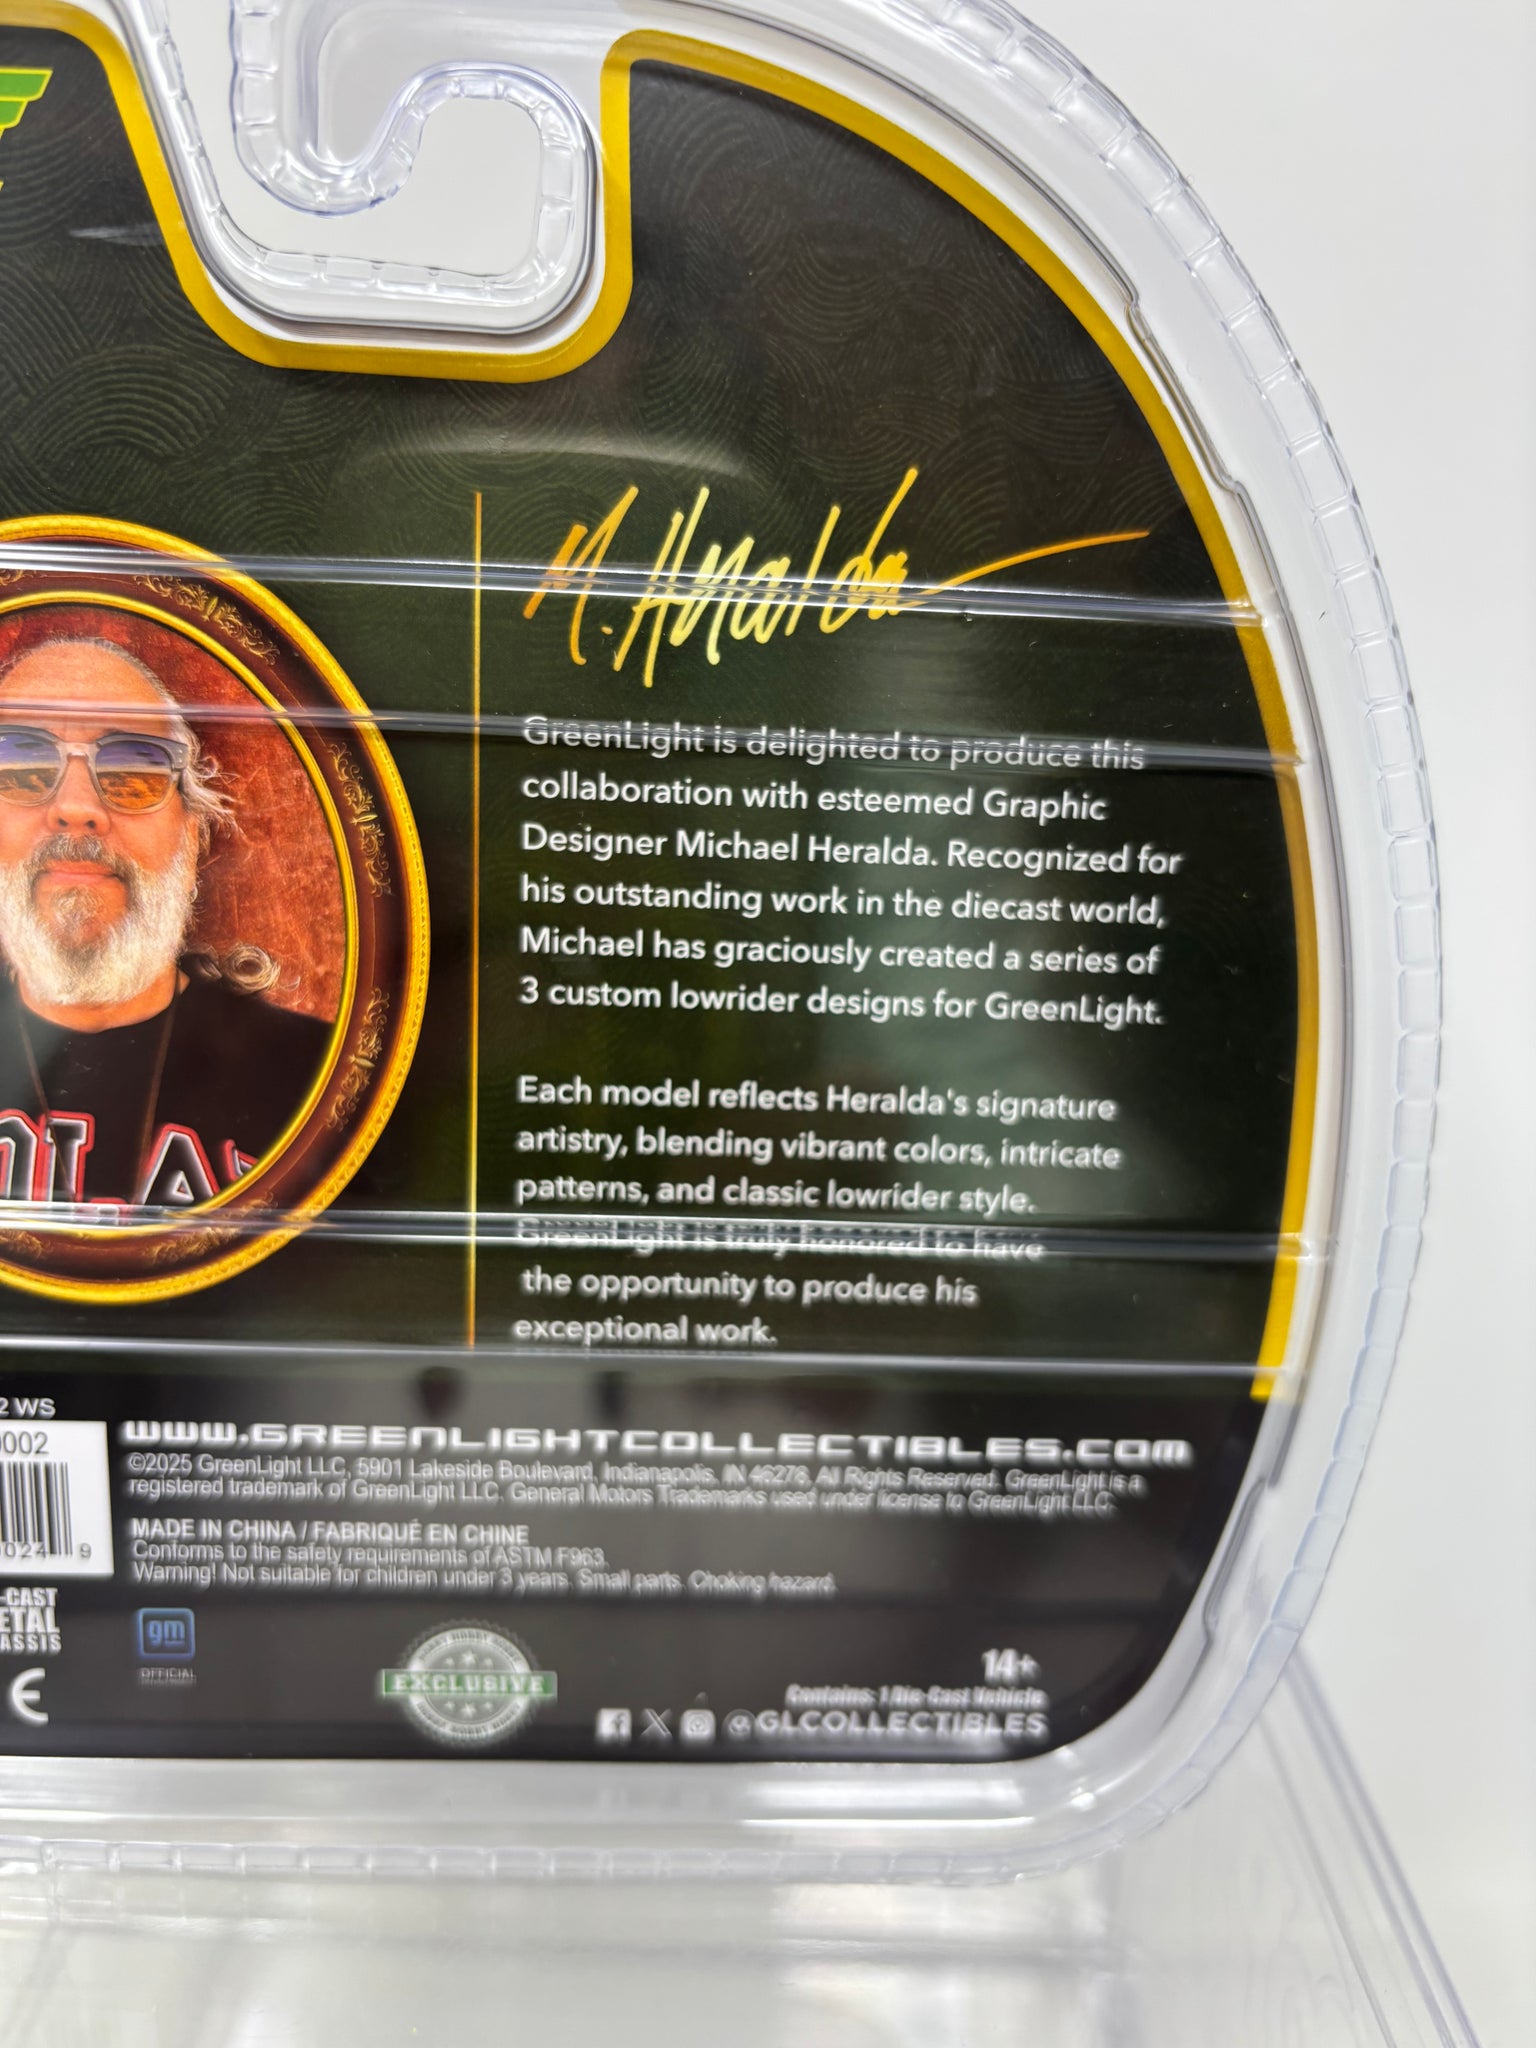 M. Heralda
GreenLight is delighted to produce this
collaboration with esteemed Graphic
Designer Michael Heralda. Recognized for
his outstanding work in the diecast world,
Michael has graciously created a series of
3 custom lowrider designs for GreenLight.
Each model reflects Heralda's signature
artistry, blending vibrant colors, intricate
patterns, and classic lowrider style.
GreenLight is truly honored to have
the opportunity to produce his
exceptional work.
2 WS
0002
9
www.GREENLIGHTCOLLECTIBLES.com
©2025 GreenLight LLC, 5901 Lakeside Boulevard, Indianapolis, IN 46278. All Rights Reserved. GreenLight is a
registered trademark of GreenLight LLC. General Motors Trademarks used under license to GreenLight LLC.
MADE IN CHINA / FABRIQUÉ EN CHINE
Conforms to the safety requirements of ASTM F963.
Warning! Not suitable for children under 3 years. Small parts. Choking hazard.
-CAST
ETAL
ASSIS
gm
OFFICIAL
EXCLUSIVE
14+
Contains: 1 Die-Cast Vehicle
@GLCOLLECTIBLES